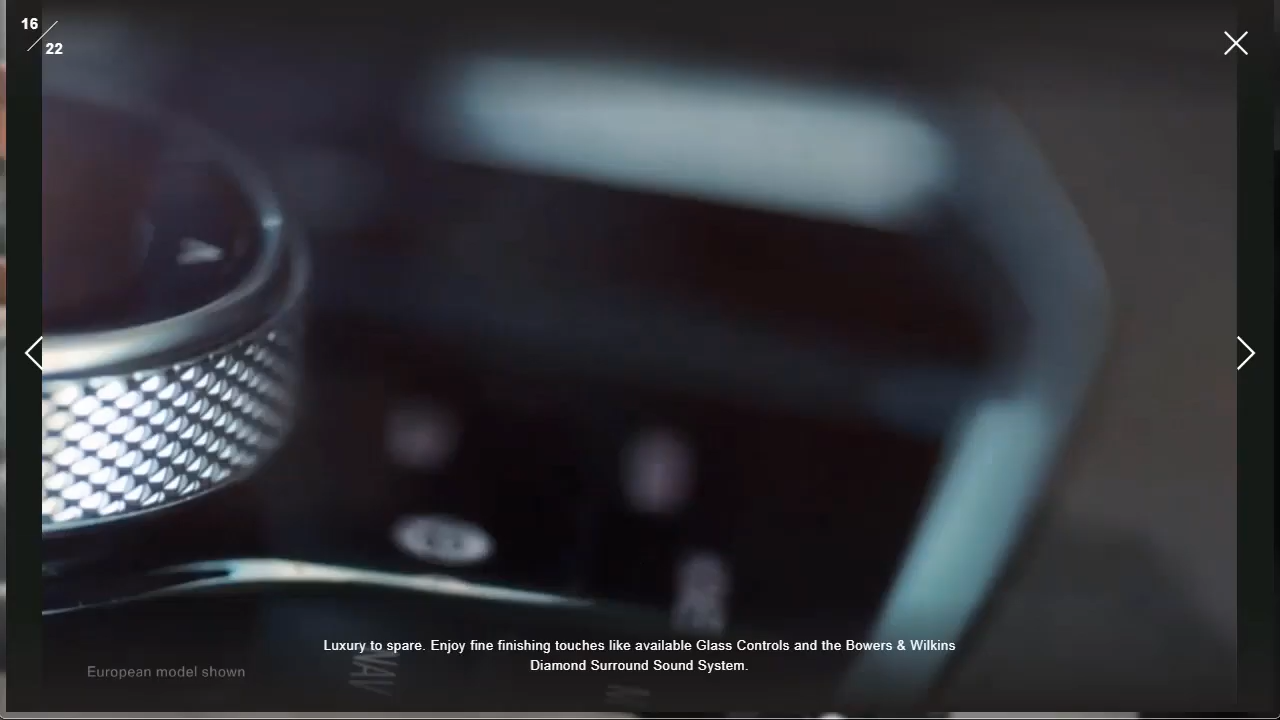 16
22
Luxury to spare. Enjoy fine finishing touches like available Glass Controls and the Bowers & Wilkins
Diamond Surround Sound System.
European model shown
NAV